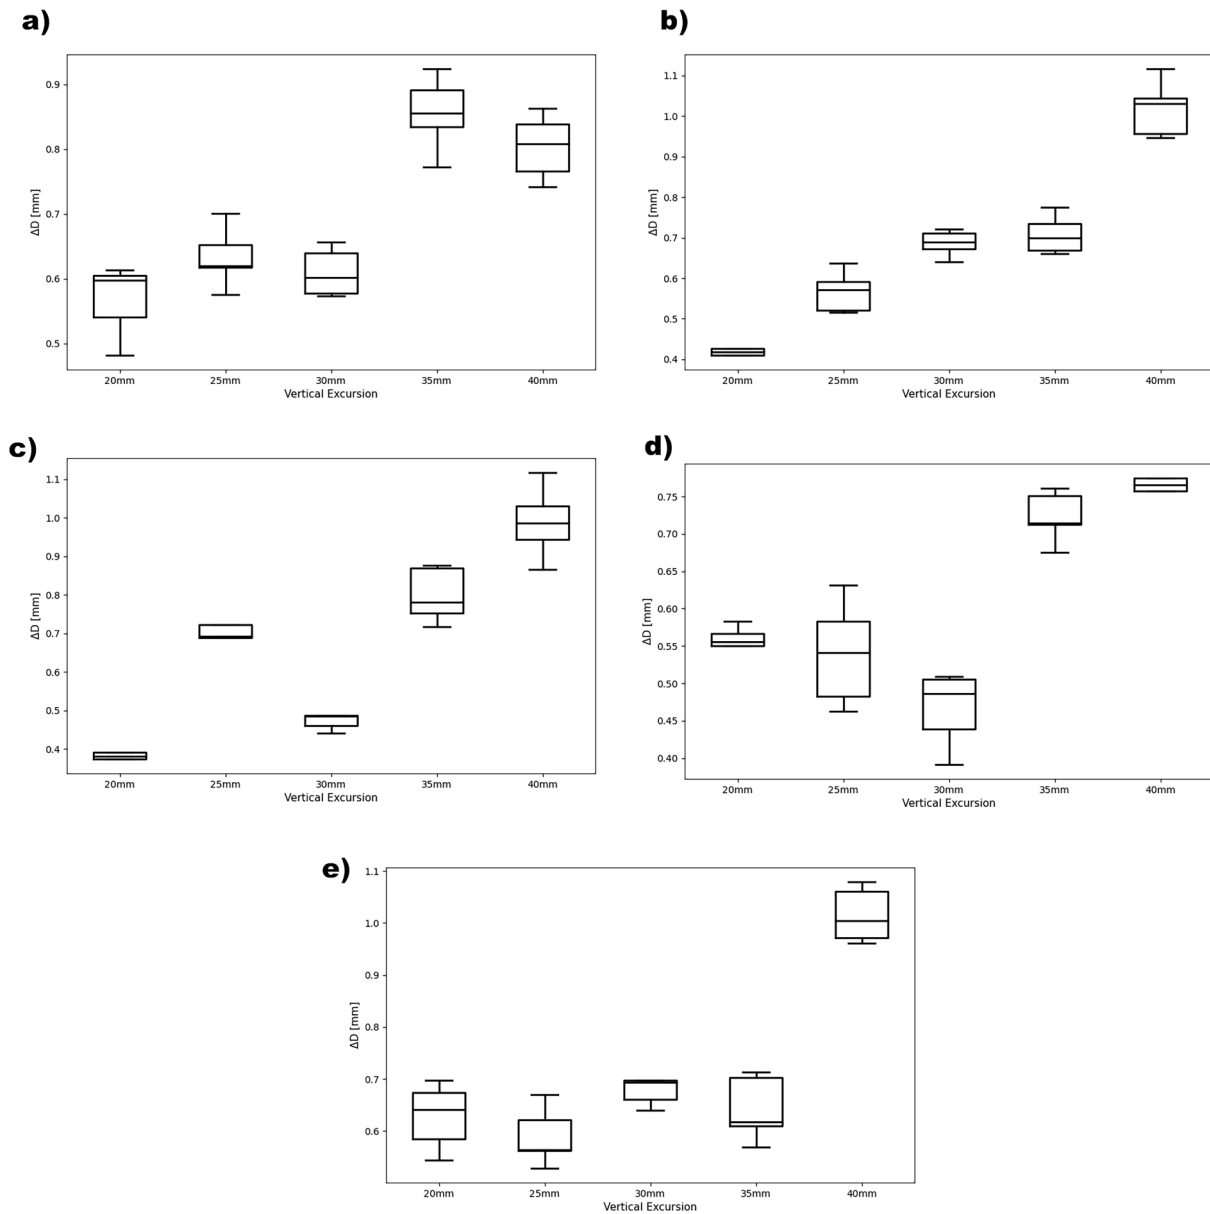 a)
0.9
0.8
0.7
0.6
0.5
ΔD [mm]
20mm 25mm 30mm 35mm 40mm
Vertical Excursion
b)
1.1
1.0
0.9
0.8
0.7
0.6
0.5
0.4
ΔD [mm]
20mm 25mm 30mm 35mm 40mm
Vertical Excursion
c)
1.1
1.0
0.9
0.8
0.7
0.6
0.5
0.4
ΔD [mm]
20mm 25mm 30mm 35mm 40mm
Vertical Excursion
d)
0.75
0.70
0.65
0.60
0.55
0.50
0.45
0.40
ΔD [mm]
20mm 25mm 30mm 35mm 40mm
Vertical Excursion
e)
1.1
1.0
0.9
0.8
0.7
0.6
ΔD [mm]
20mm 25mm 30mm 35mm 40mm
Vertical Excursion